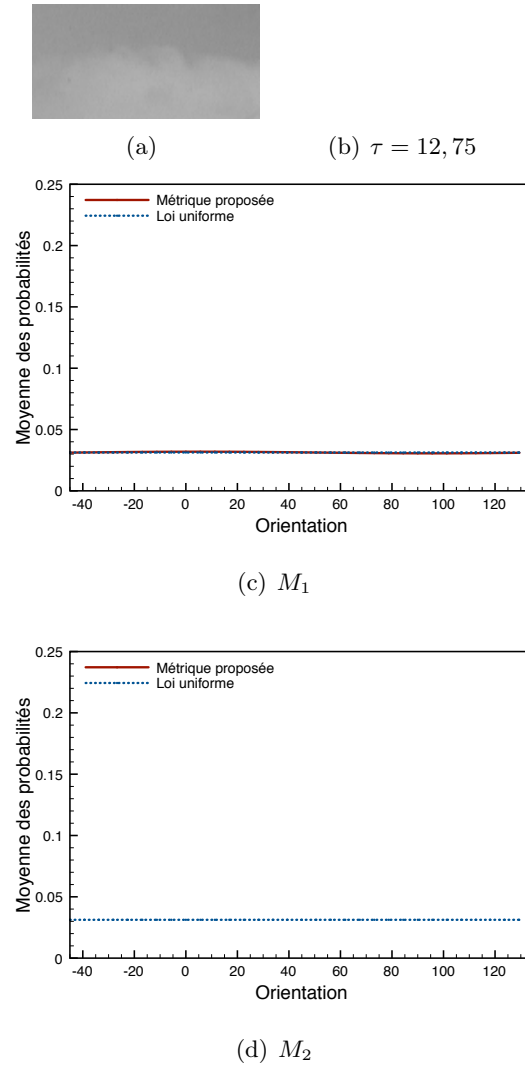 (a) (b) τ = 12, 75
0.25
Métrique proposée
Loi uniforme
0.2
0.15
0.1
0.05
0
Moyenne des probabilités
-40 -20 0 20 40 60 80 100 120
Orientation
(c) M₁
0.25
Métrique proposée
Loi uniforme
0.2
0.15
0.1
0.05
0
Moyenne des probabilités
-40 -20 0 20 40 60 80 100 120
Orientation
(d) M₂